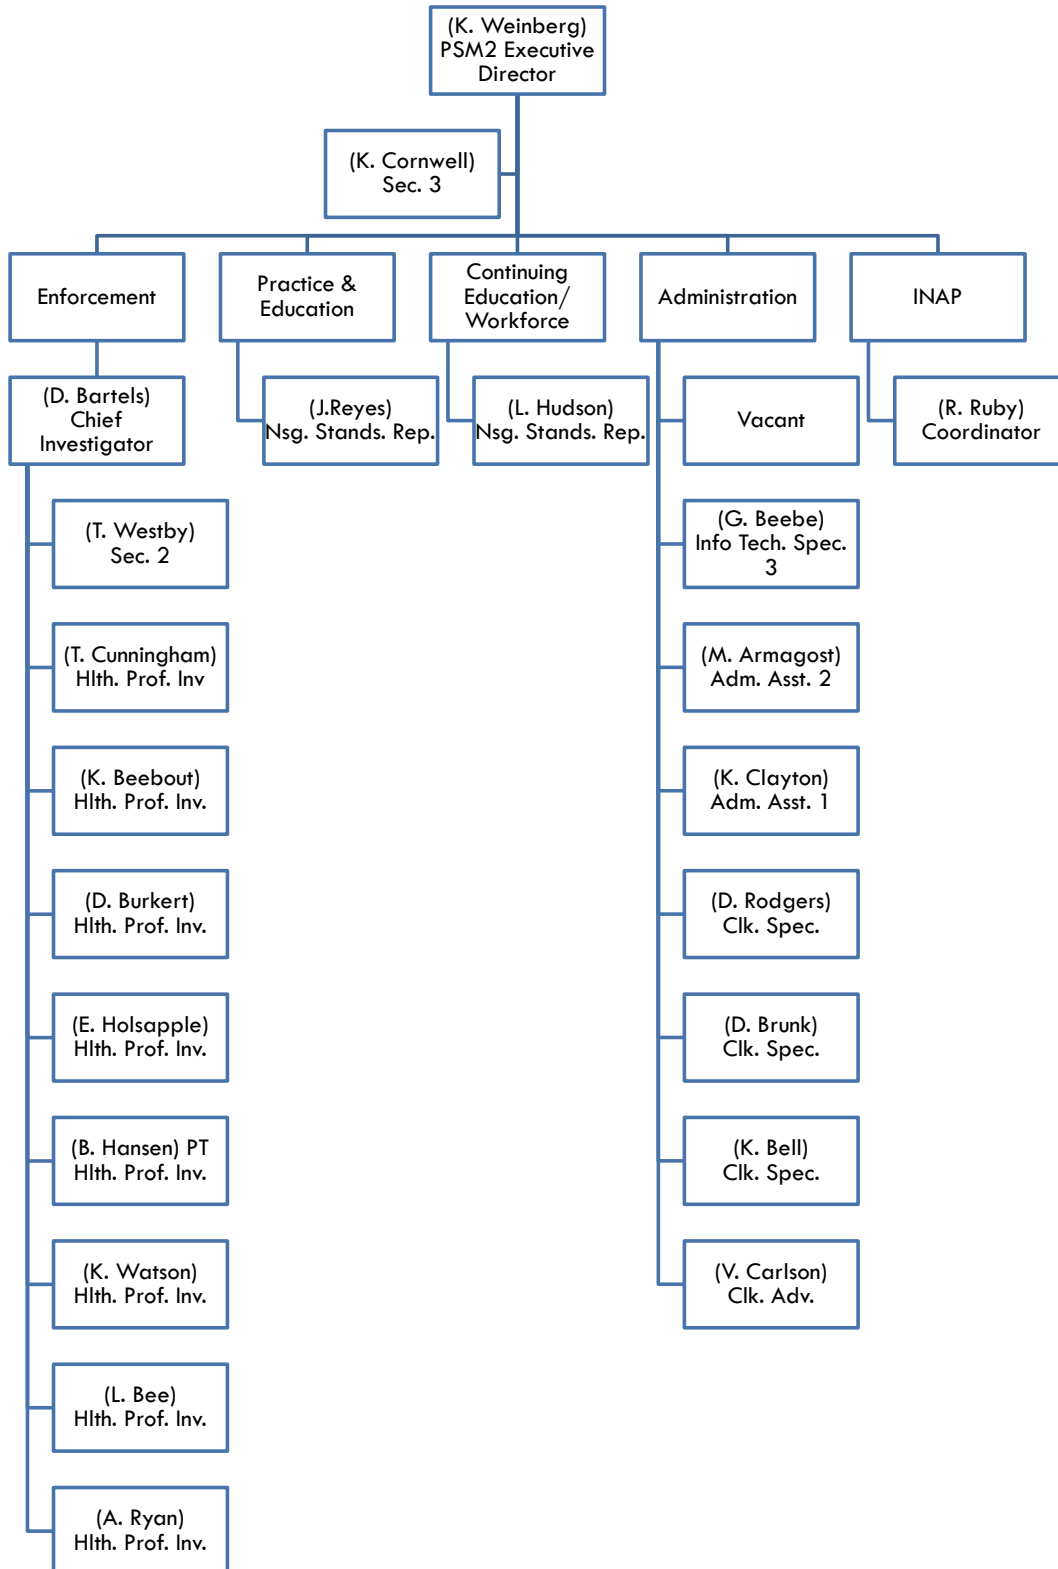 (K. Weinberg)
PSM2 Executive
Director
(K. Cornwell)
Sec. 3
Enforcement
Practice &
Education
Continuing
Education/
Workforce
Administration
INAP
(D. Bartels)
Chief
Investigator
(J.Reyes)
Nsg. Stands. Rep.
(L. Hudson)
Nsg. Stands. Rep.
Vacant
(R. Ruby)
Coordinator
(T. Westby)
Sec. 2
(G. Beebe)
Info Tech. Spec.
3
(T. Cunningham)
Hlth. Prof. Inv
(M. Armagost)
Adm. Asst. 2
(K. Beebout)
Hlth. Prof. Inv.
(K. Clayton)
Adm. Asst. 1
(D. Burkert)
Hlth. Prof. Inv.
(D. Rodgers)
Clk. Spec.
(E. Holsapple)
Hlth. Prof. Inv.
(D. Brunk)
Clk. Spec.
(B. Hansen) PT
Hlth. Prof. Inv.
(K. Bell)
Clk. Spec.
(K. Watson)
Hlth. Prof. Inv.
(V. Carlson)
Clk. Adv.
(L. Bee)
Hlth. Prof. Inv.
(A. Ryan)
Hlth. Prof. Inv.